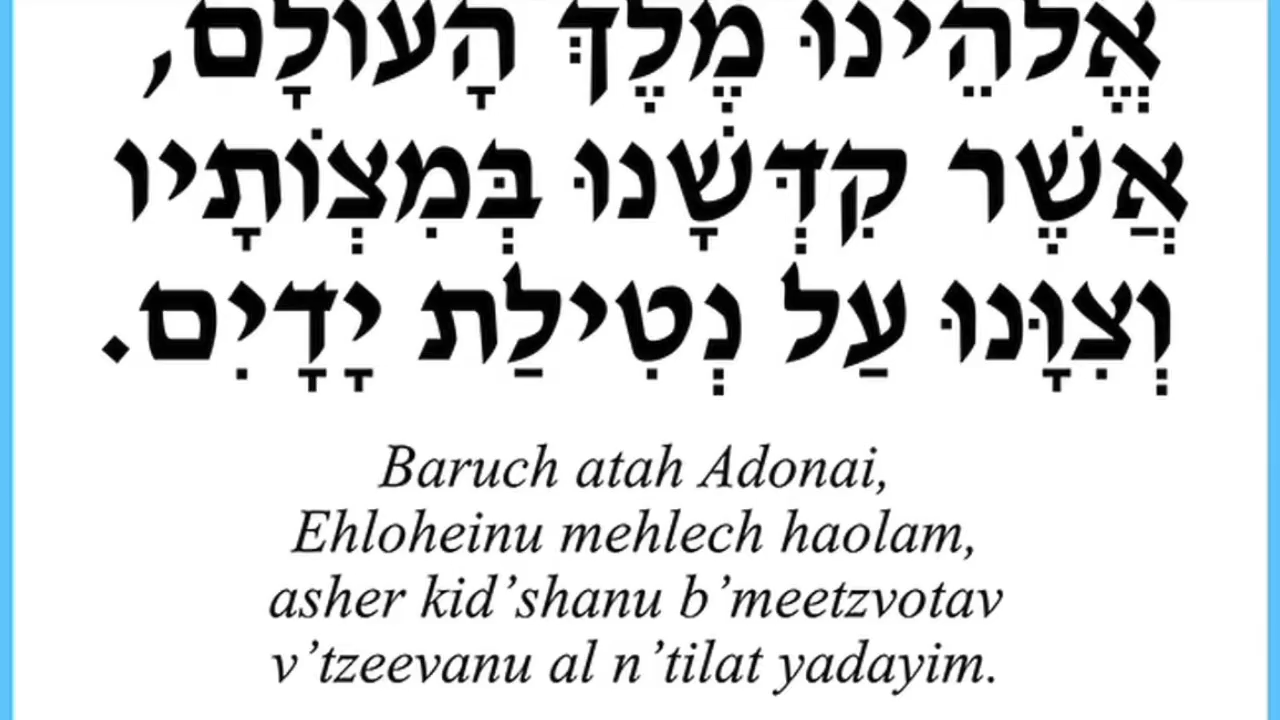 אֱלֹהֵינוּ מֶלֶךְ הָעוֹלָם,
אֲשֶׁר קִדְּשָׁנוּ בְּמִצְוֹתָיו
וְצִוָּנוּ עַל נְטִילַת יָדָיִם.
Baruch atah Adonai,
Ehloheinu mehlech haolam,
asher kid’shanu b’meetzvotav
v’tzeevanu al n’tilat yadayim.